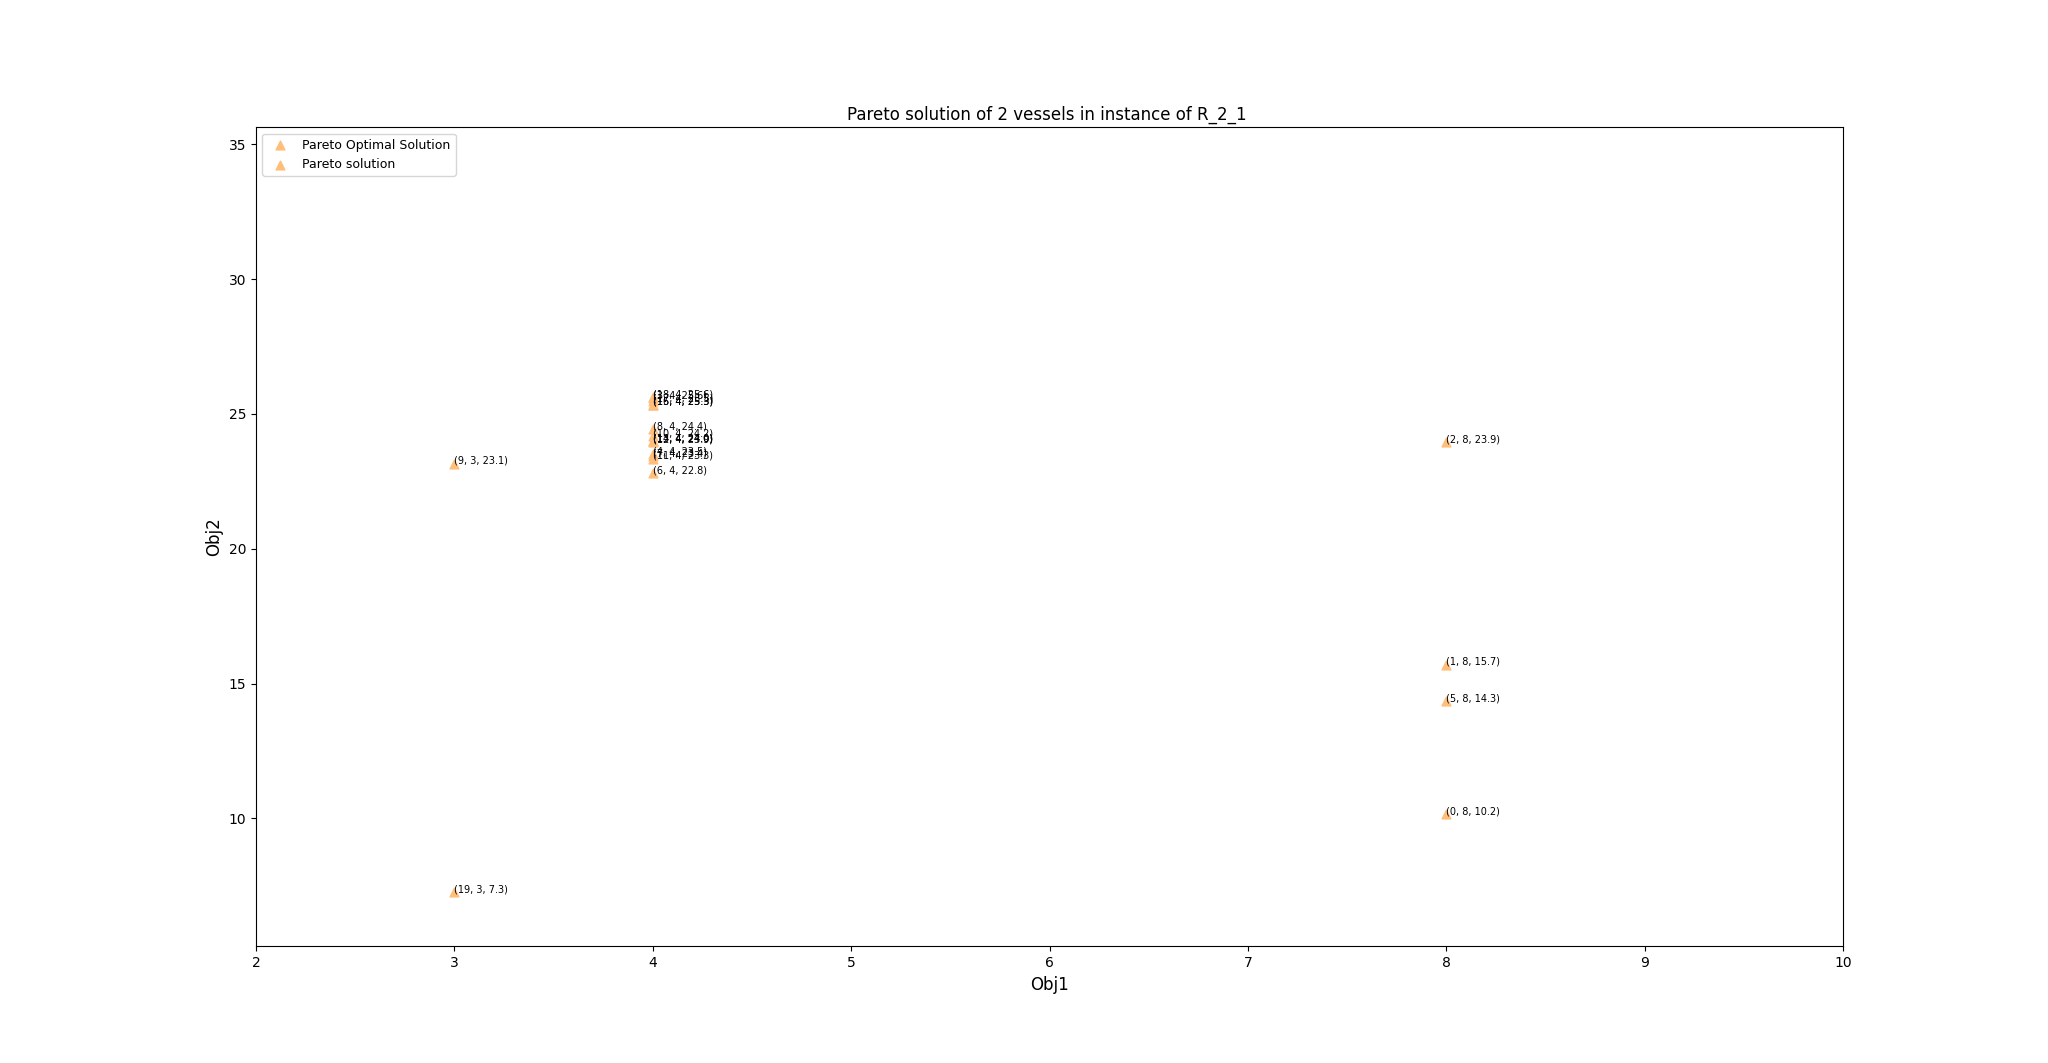 Pareto solution of 2 vessels in instance of R_2_1
Pareto Optimal Solution
Pareto solution
35
30
25
20
15
10
Obj2
(8, 4, 24.4)
(6, 4, 22.8)
(9, 3, 23.1)
(2, 8, 23.9)
(1, 8, 15.7)
(5, 8, 14.3)
(0, 8, 10.2)
(19, 3, 7.3)
2 3 4 5 6 7 8 9 10
Obj1